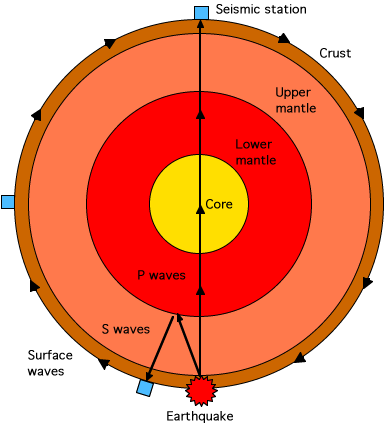 Seismic station
Crust
Upper
mantle
Lower
mantle
Core
P waves
S waves
Surface
waves
Earthquake